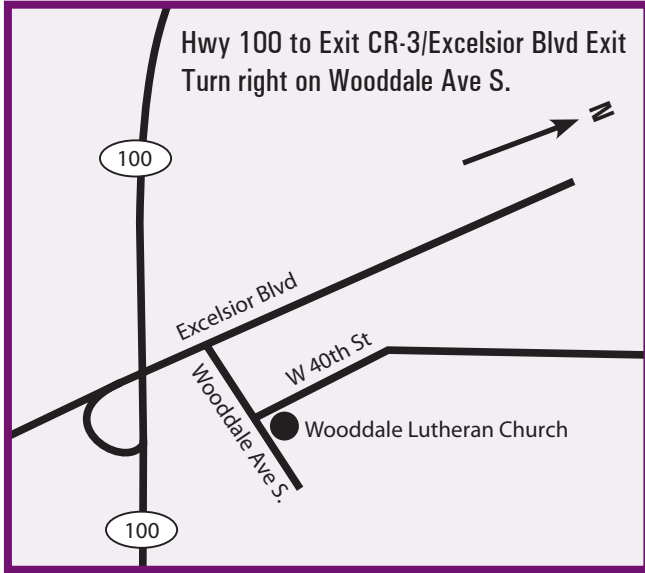 Hwy 100 to Exit CR-3/Excelsior Blvd Exit
Turn right on Wooddale Ave S.
N
100
Excelsior Blvd
W 40th St
Wooddale Ave S.
Wooddale Lutheran Church
100